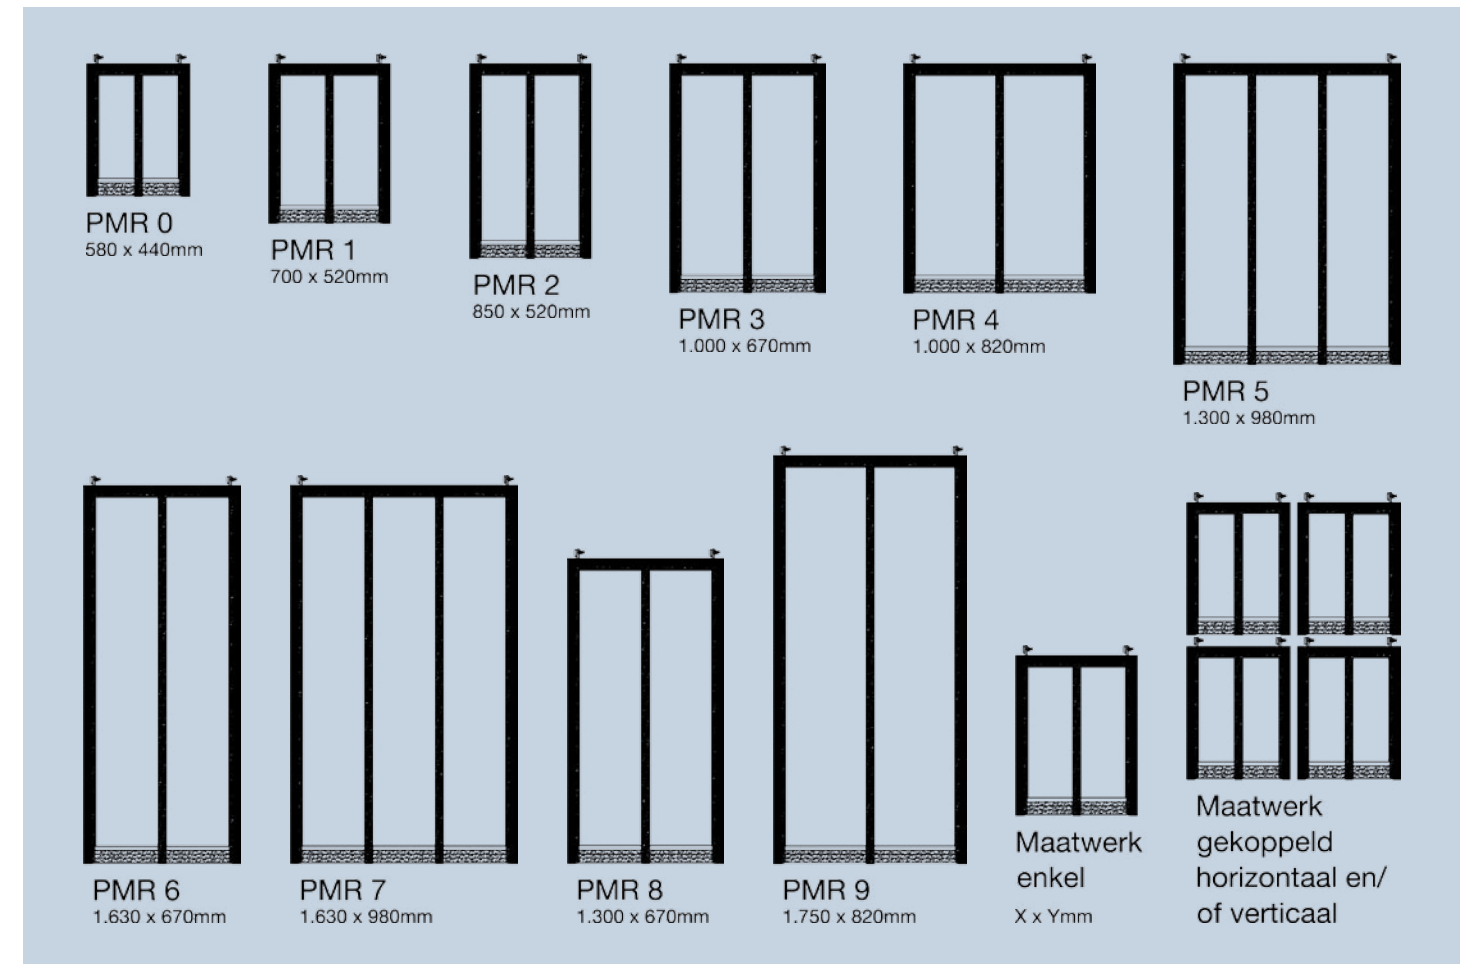 PMR 0
580 x 440mm
PMR 1
700 x 520mm
PMR 2
850 x 520mm
PMR 3
1.000 x 670mm
PMR 4
1.000 x 820mm
PMR 5
1.300 x 980mm
PMR 6
1.630 x 670mm
PMR 7
1.630 x 980mm
PMR 8
1.300 x 670mm
PMR 9
1.750 x 820mm
Maatwerk
enkel
X x Ymm
Maatwerk
gekoppeld
horizontaal en/
of verticaal